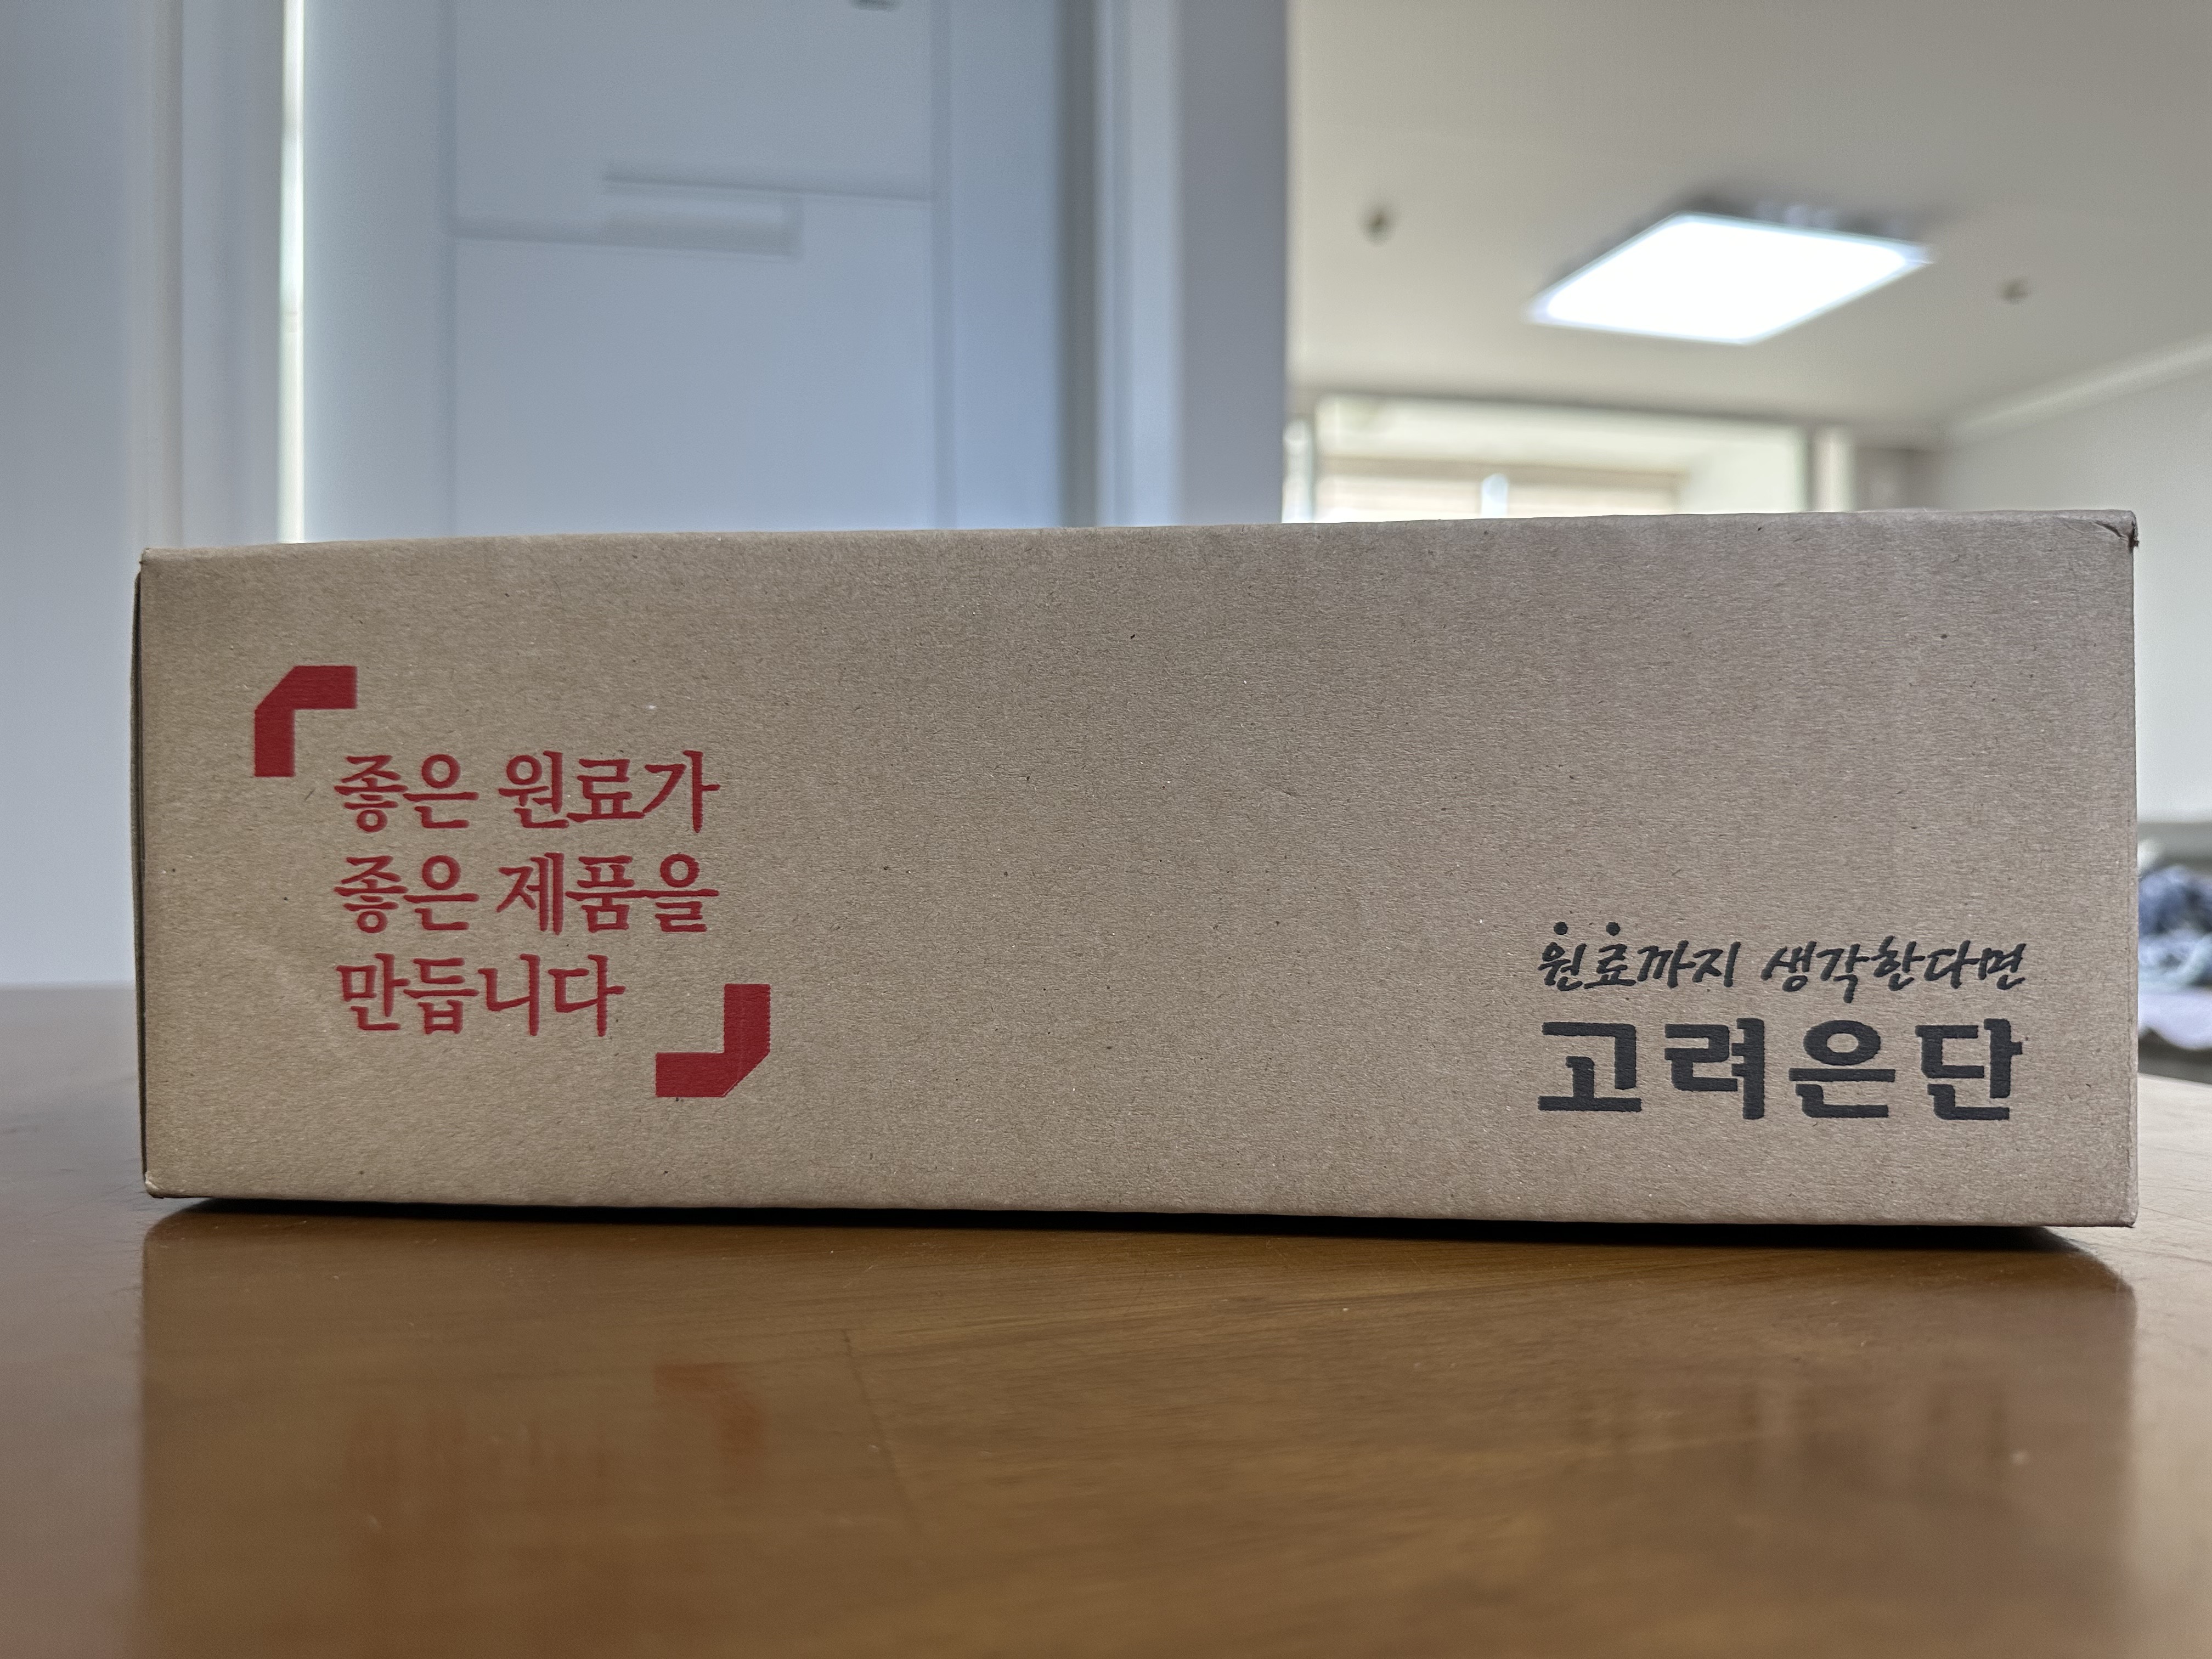 좋은 원료가
좋은 제품을
만듭니다
원료까지 생각한다면
고려은단